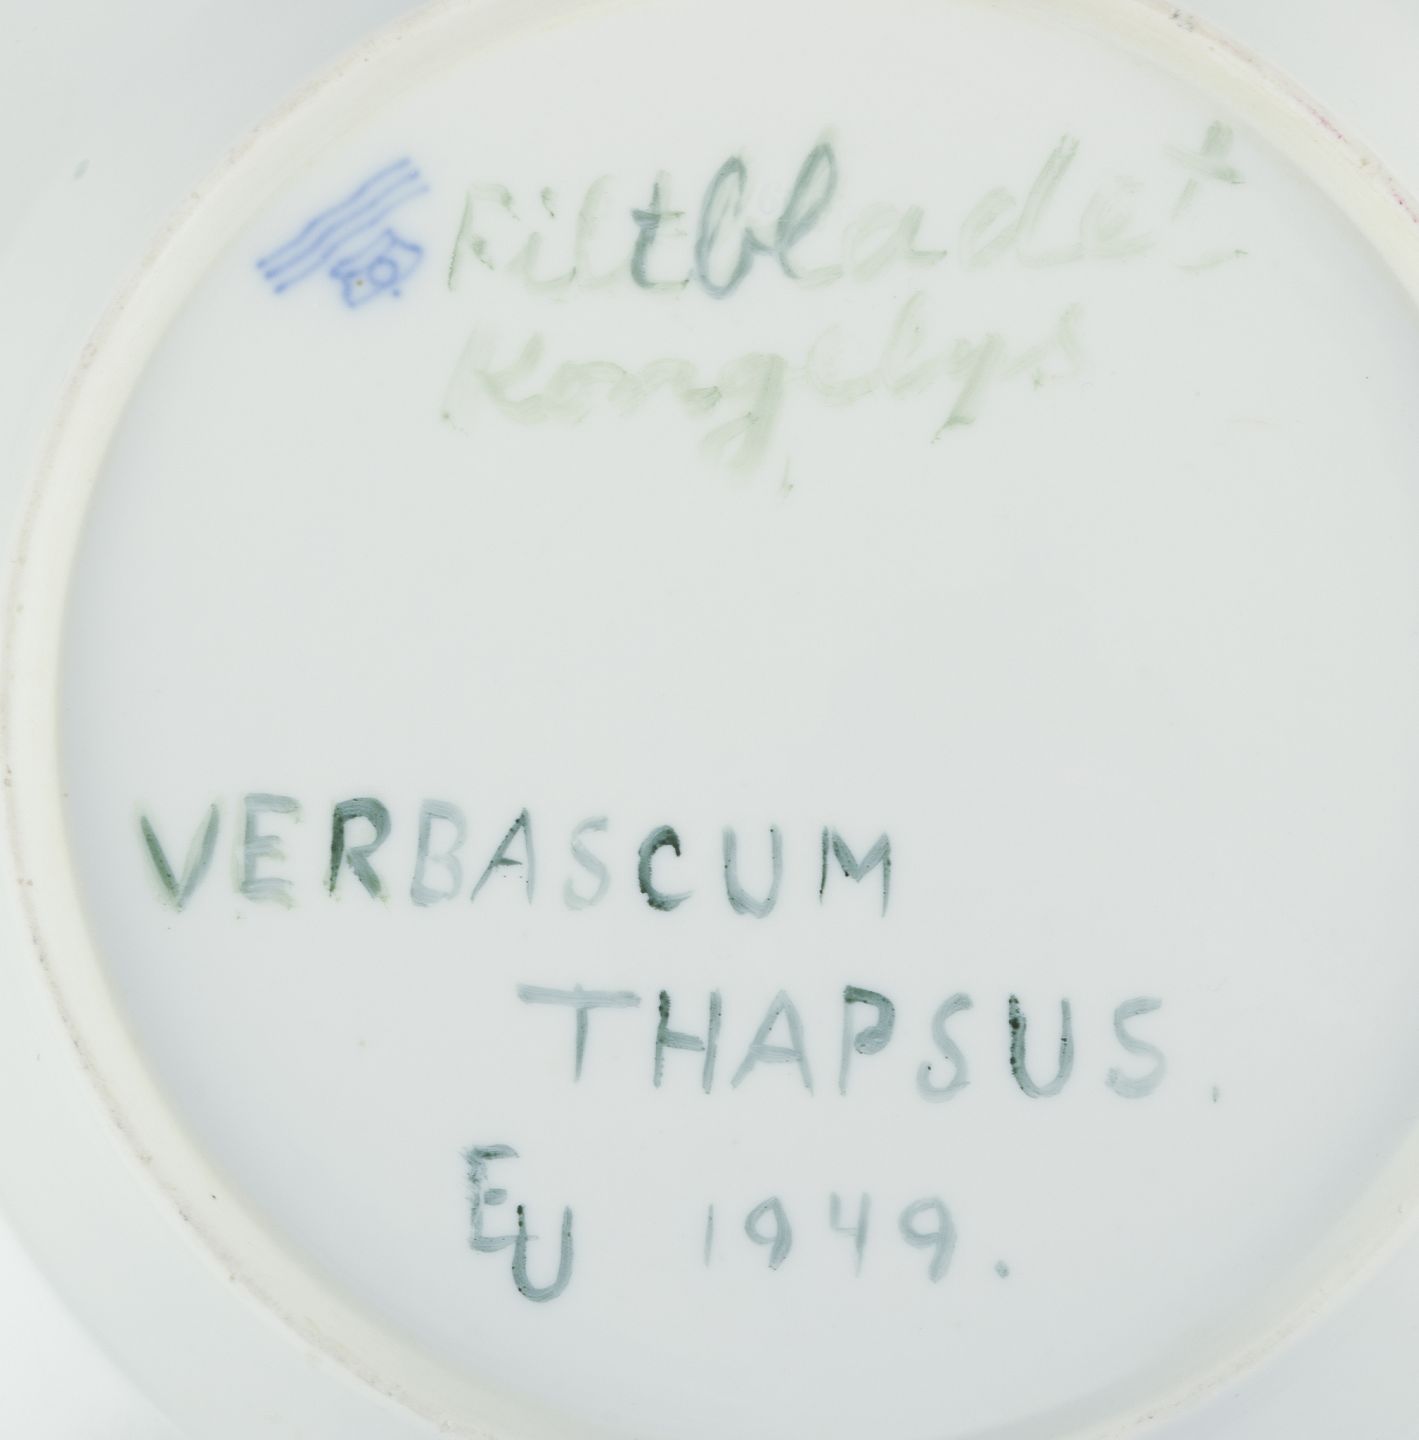 Filtbladet
Kongelys
VERBASCUM
THAPSUS.
EU 1949.